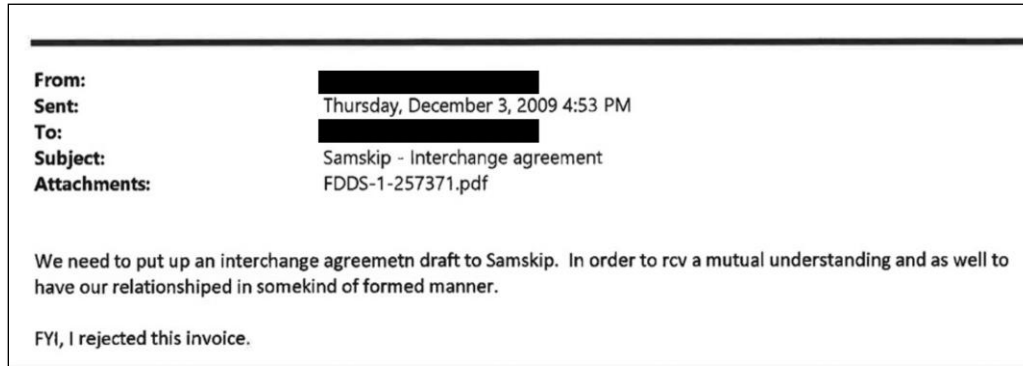 From:
Sent: Thursday, December 3, 2009 4:53 PM
To:
Subject: Samskip - Interchange agreement
Attachments: FDDS-1-257371.pdf
We need to put up an interchange agreemetn draft to Samskip. In order to rcv a mutual understanding and as well to
have our relationshiped in somekind of formed manner.
FYI, I rejected this invoice.